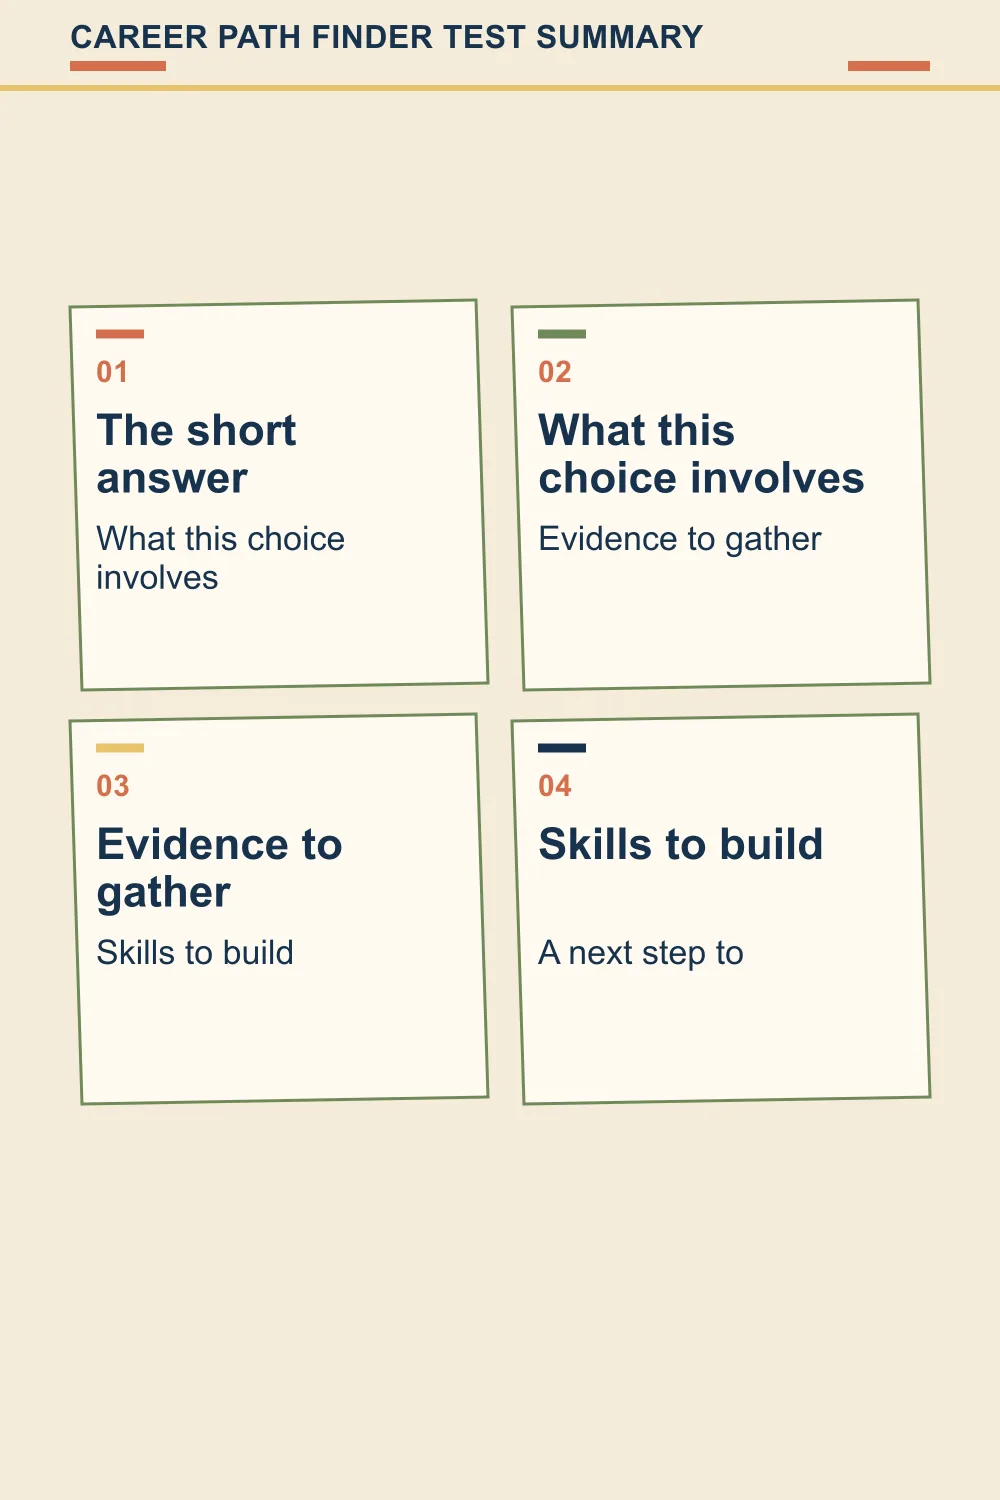 CAREER PATH FINDER TEST SUMMARY
01
The short
answer
What this choice
involves
02
What this
choice involves
Evidence to gather
03
Evidence to
gather
Skills to build
04
Skills to build
A next step to